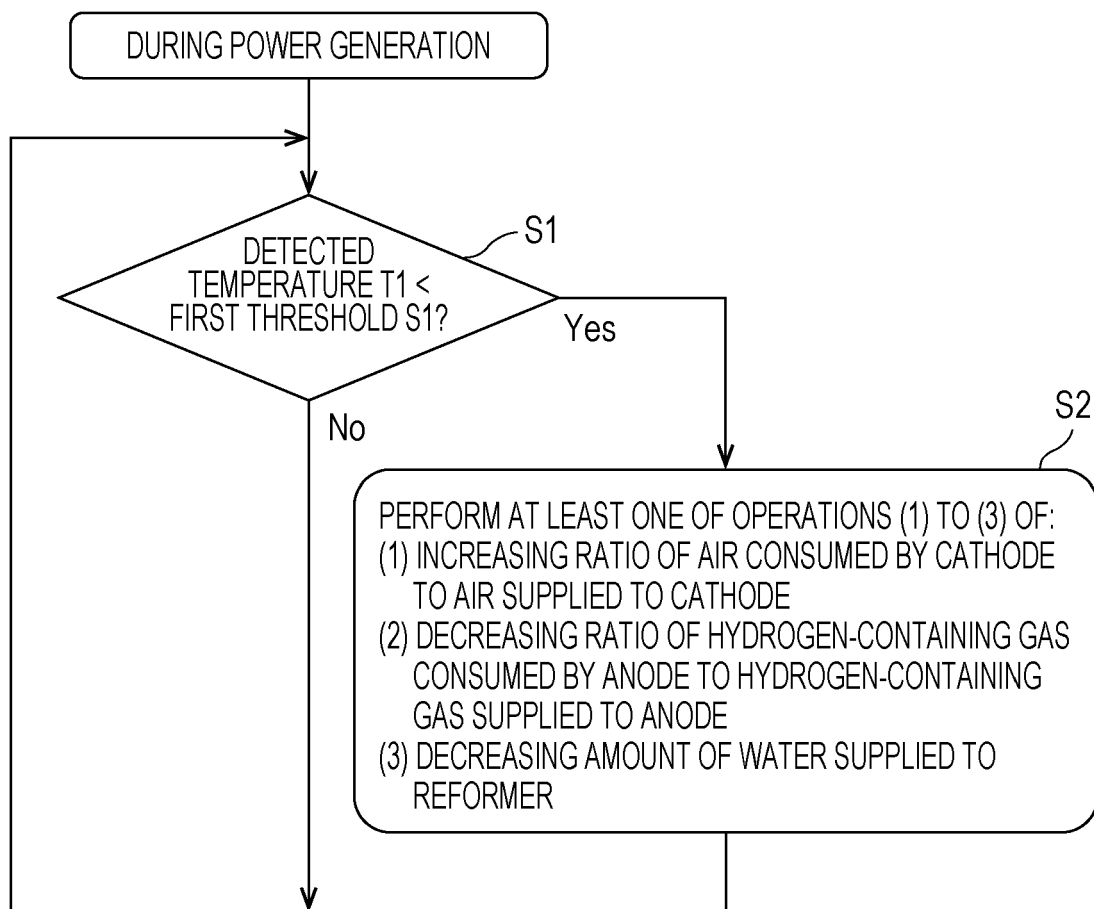 DURING POWER GENERATION
S1
DETECTED
TEMPERATURE T1 <
FIRST THRESHOLD S1?
Yes
No
S2
PERFORM AT LEAST ONE OF OPERATIONS (1) TO (3) OF:
(1) INCREASING RATIO OF AIR CONSUMED BY CATHODE
TO AIR SUPPLIED TO CATHODE
(2) DECREASING RATIO OF HYDROGEN-CONTAINING GAS
CONSUMED BY ANODE TO HYDROGEN-CONTAINING
GAS SUPPLIED TO ANODE
(3) DECREASING AMOUNT OF WATER SUPPLIED TO
REFORMER